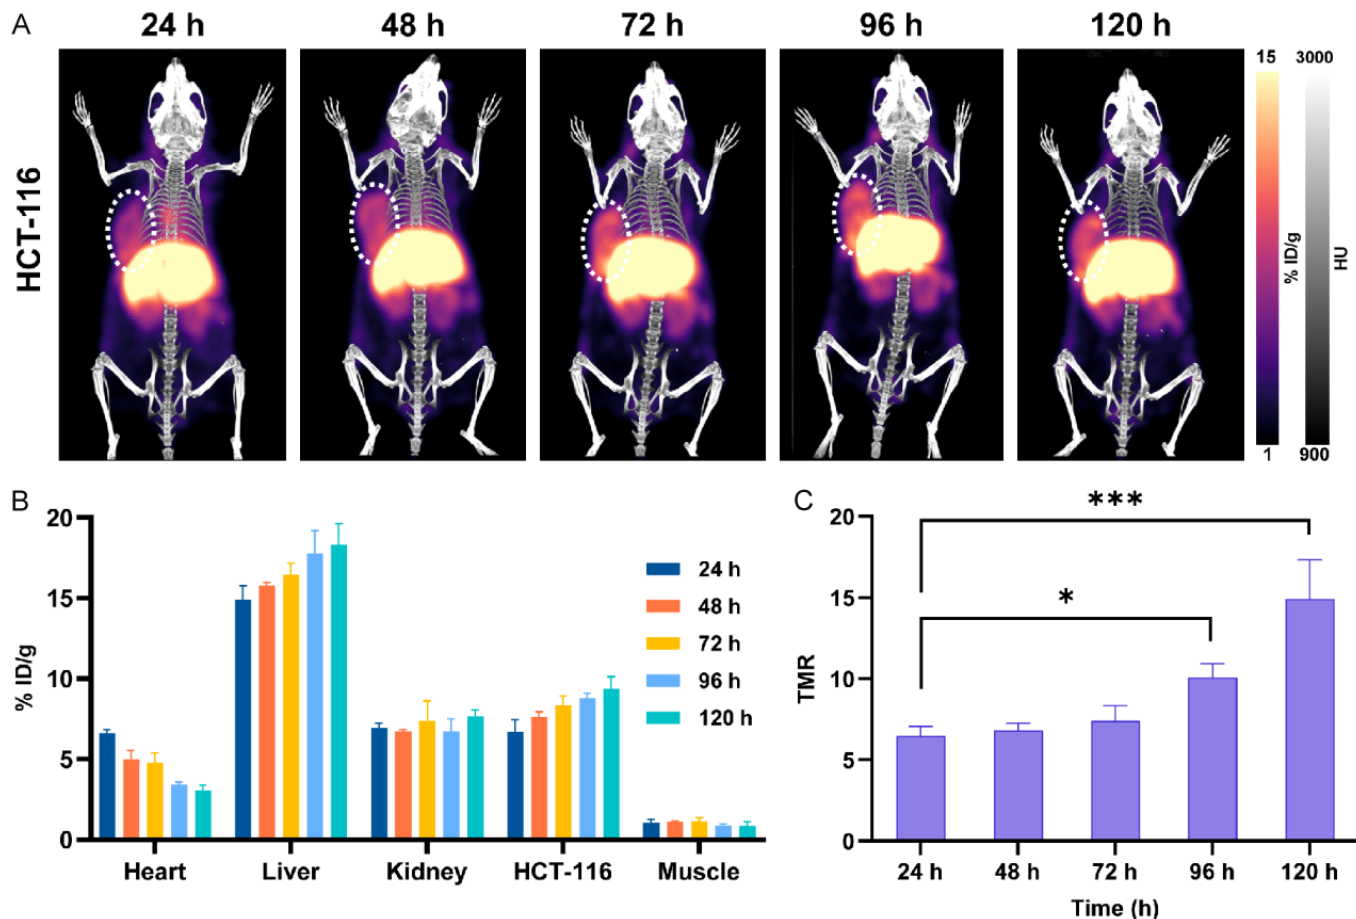 A
24 h
48 h
72 h
96 h
120 h
HCT-116
15
3000
% ID/g
HU
1
900
B
20
15
10
5
0
% ID/g
24 h
48 h
72 h
96 h
120 h
Heart
Liver
Kidney
HCT-116
Muscle
C
***
*
20
15
10
5
0
TMR
24 h
48 h
72 h
96 h
120 h
Time (h)